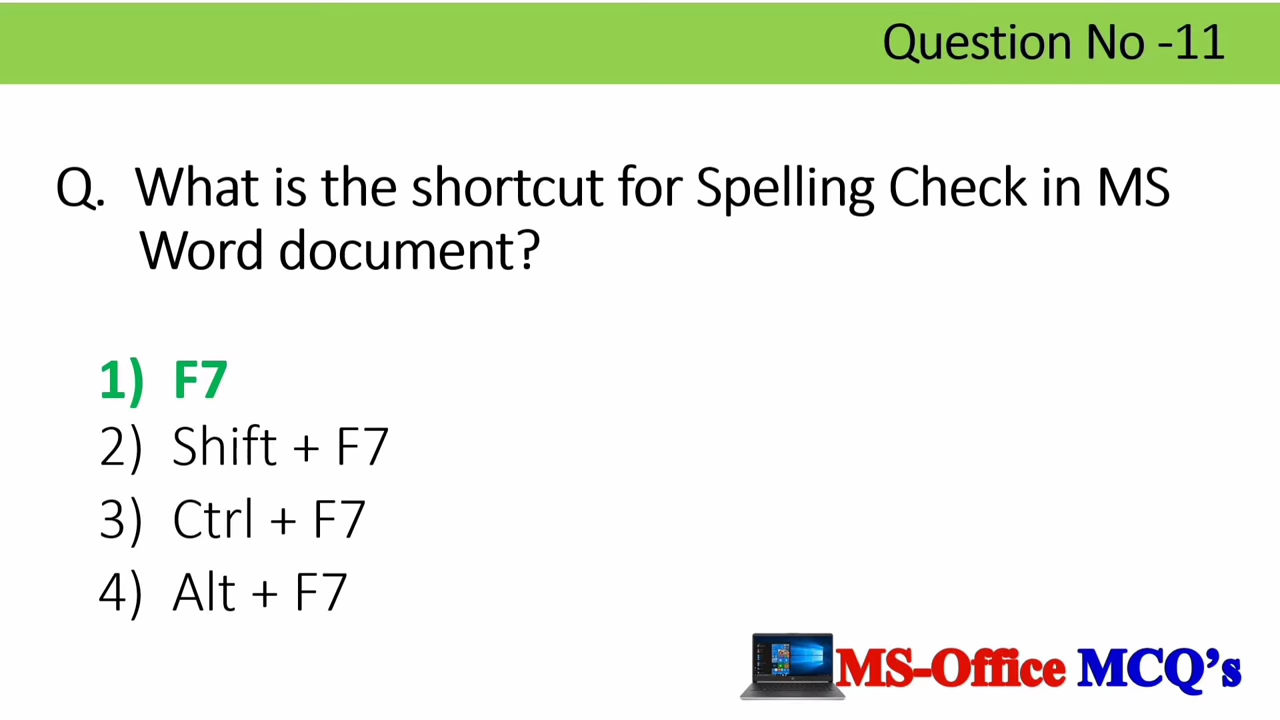 Question No -11
Q. What is the shortcut for Spelling Check in MS
Word document?
1) F7
2) Shift + F7
3) Ctrl + F7
4) Alt + F7
MS-Office MCQ's